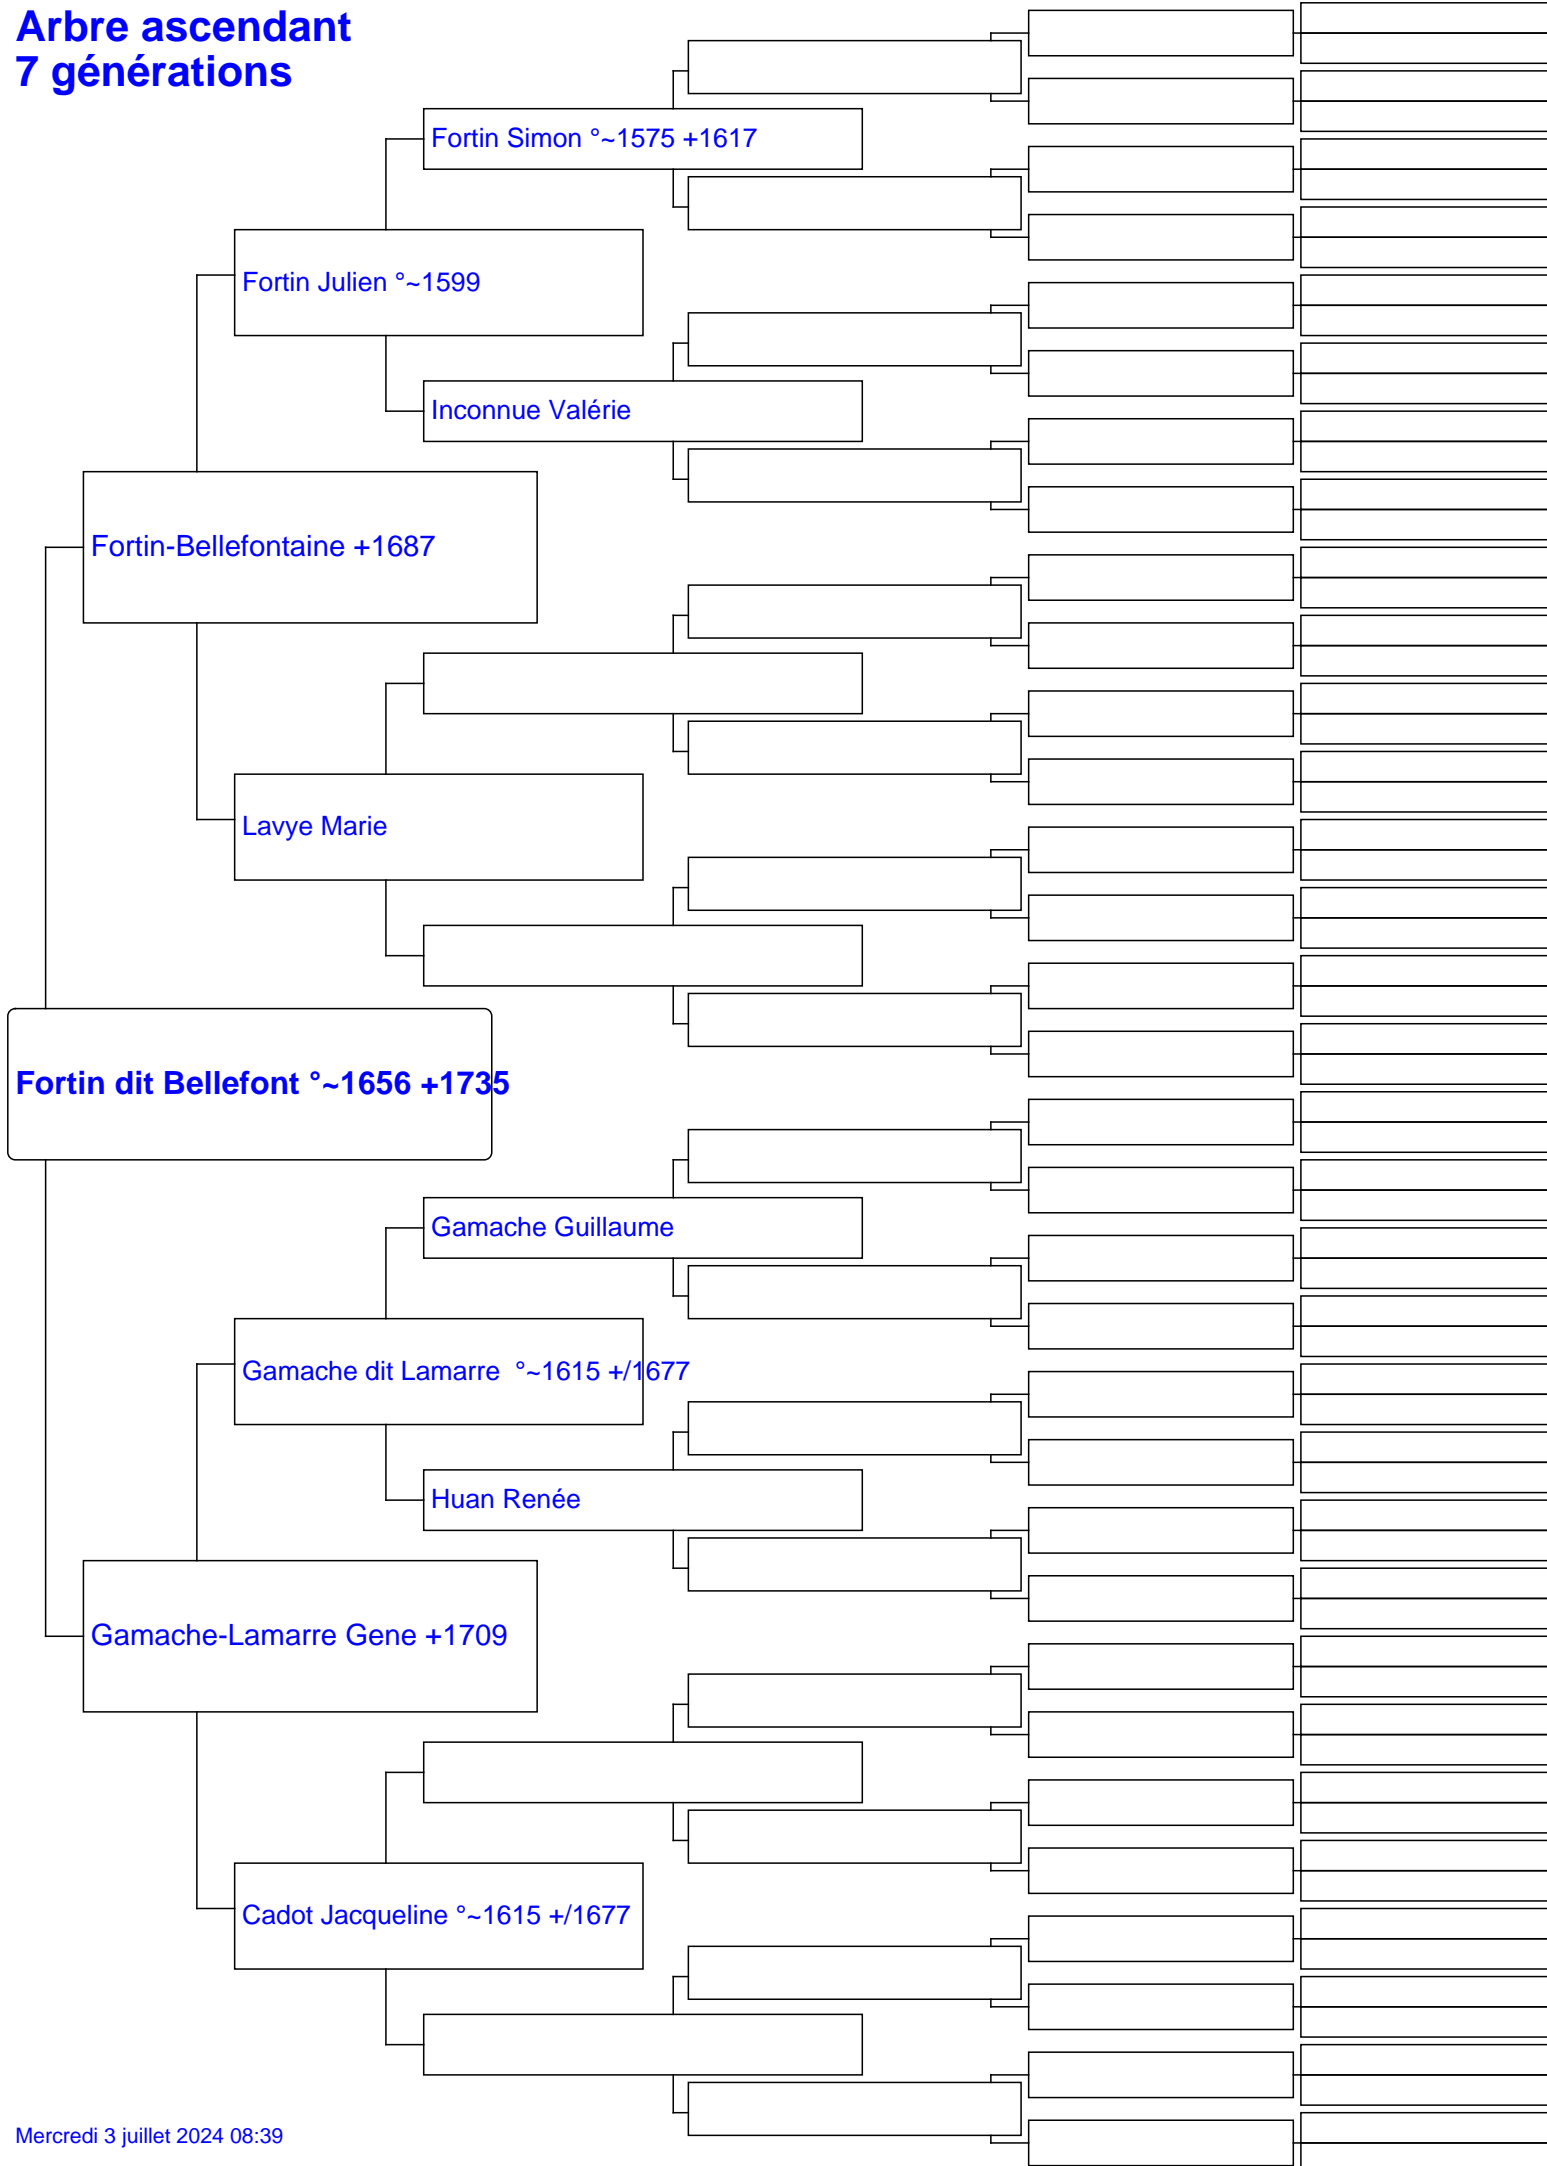 Arbre ascendant
7 générations
Fortin Simon °~1575 +1617
Fortin Julien °~1599
Inconnue Valérie
Fortin-Bellefontaine +1687
Lavye Marie
Fortin dit Bellefont °~1656 +1735
Gamache Guillaume
Gamache dit Lamarre  °~1615 +/1677
Huan Renée
Gamache-Lamarre Gene +1709
Cadot Jacqueline °~1615 +/1677
Mercredi 3 juillet 2024 08:39